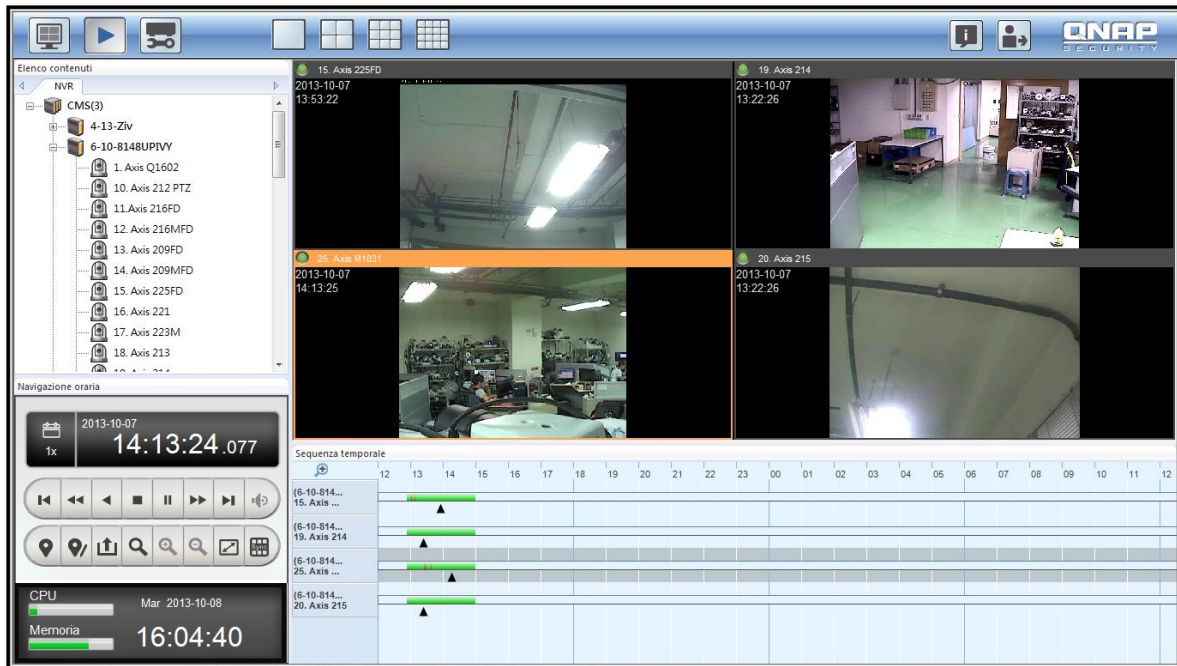 QNAP
SECURITY
Elenco contenuti
NVR
CMS(3)
4-13-Ziv
6-10-8148UPIVY
1. Axis Q1602
10. Axis 212 PTZ
11.Axis 216FD
12. Axis 216MFD
13. Axis 209FD
14. Axis 209MFD
15. Axis 225FD
16. Axis 221
17. Axis 223M
18. Axis 213
15. Axis 225FD
2013-10-07
13:53:22
19. Axis 214
2013-10-07
13:22:26
25. Axis M1031
2013-10-07
14:13:25
20. Axis 215
2013-10-07
13:22:26
Navigazione oraria
2013-10-07
1x
14:13:24.077
Sync
CPU
Mar 2013-10-08
Memoria
16:04:40
Sequenza temporale
12 13 14 15 16 17 18 19 20 21 22 23 00 01 02 03 04 05 06 07 08 09 10 11 12
(6-10-814...
15. Axis ...
(6-10-814...
19. Axis 214
(6-10-814...
25. Axis ...
(6-10-814...
20. Axis 215